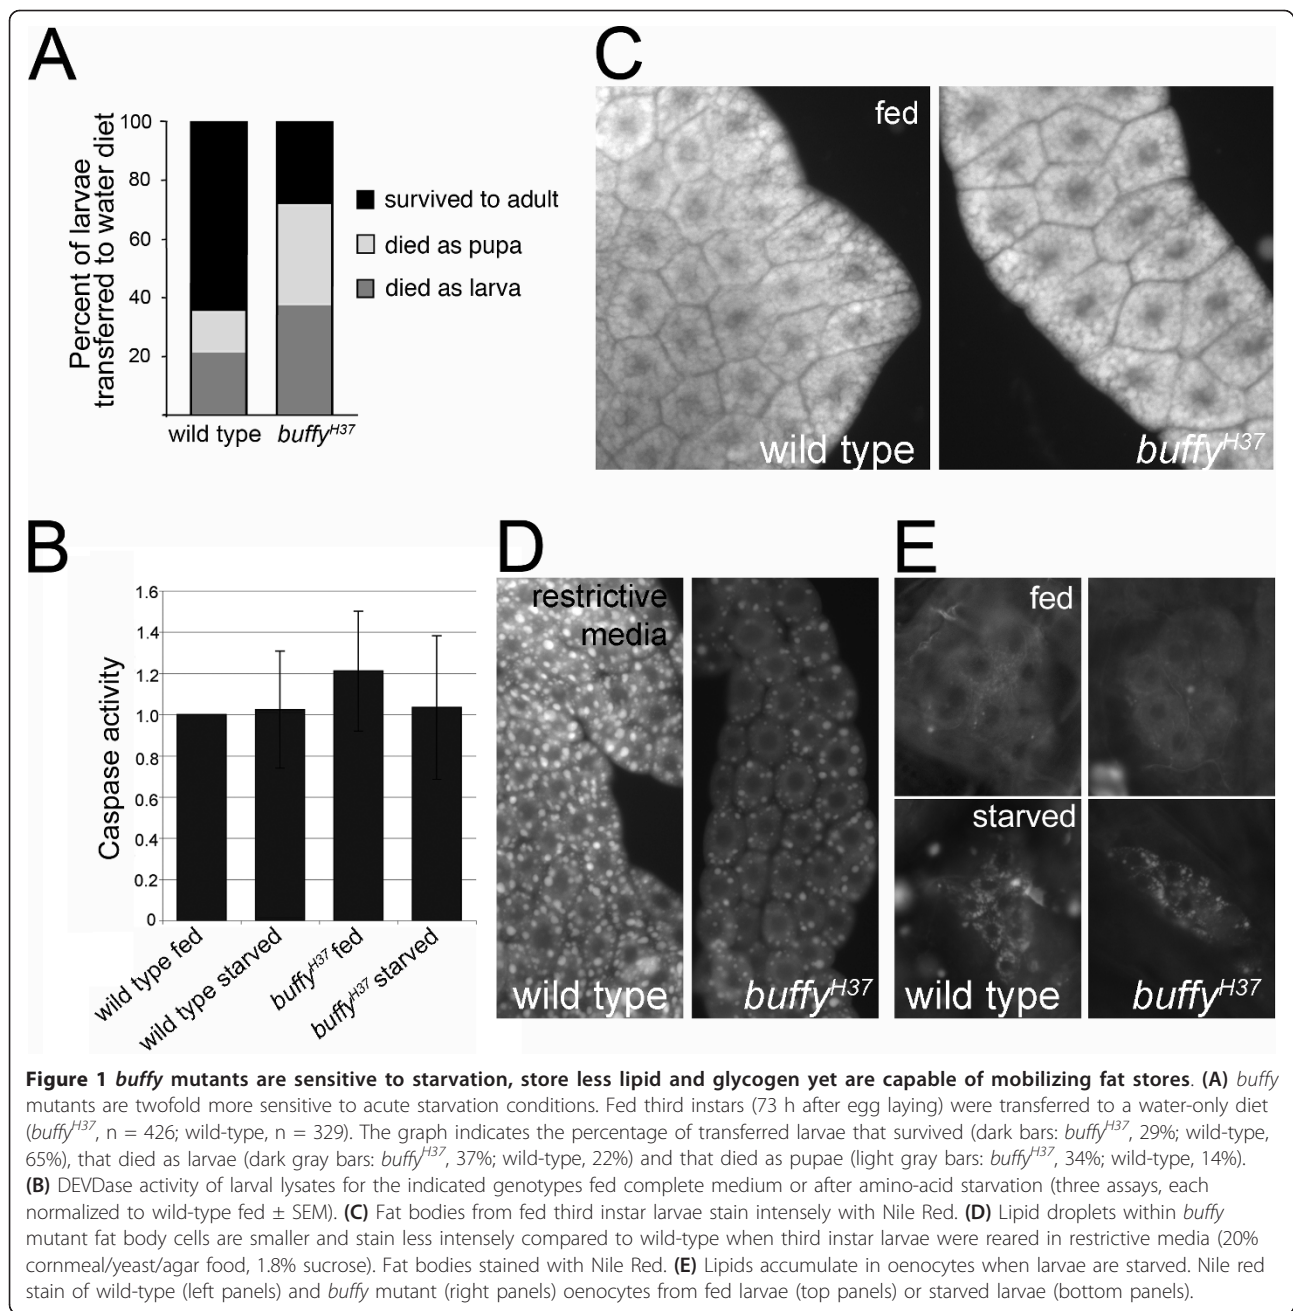 A
Percent of larvae
transferred to water diet
100
80
60
40
20
survived to adult
died as pupa
died as larva
wild type
buffyH37
C
fed
wild type
buffyH37
B
Caspase activity
1.6
1.4
1.2
1.0
0.8
0.6
0.4
0.2
0
wild type fed
wild type starved
buffyH37 fed
buffyH37 starved
D
restrictive
media
wild type
buffyH37
E
fed
starved
wild type
buffyH37
Figure 1 buffy mutants are sensitive to starvation, store less lipid and glycogen yet are capable of mobilizing fat stores. (A) buffy
mutants are twofold more sensitive to acute starvation conditions. Fed third instars (73 h after egg laying) were transferred to a water-only diet
(buffyH37, n = 426; wild-type, n = 329). The graph indicates the percentage of transferred larvae that survived (dark bars: buffyH37, 29%; wild-type,
65%), that died as larvae (dark gray bars: buffyH37, 37%; wild-type, 22%) and that died as pupae (light gray bars: buffyH37, 34%; wild-type, 14%).
(B) DEVDase activity of larval lysates for the indicated genotypes fed complete medium or after amino-acid starvation (three assays, each
normalized to wild-type fed ± SEM). (C) Fat bodies from fed third instar larvae stain intensely with Nile Red. (D) Lipid droplets within buffy
mutant fat body cells are smaller and stain less intensely compared to wild-type when third instar larvae were reared in restrictive media (20%
cornmeal/yeast/agar food, 1.8% sucrose). Fat bodies stained with Nile Red. (E) Lipids accumulate in oenocytes when larvae are starved. Nile red
stain of wild-type (left panels) and buffy mutant (right panels) oenocytes from fed larvae (top panels) or starved larvae (bottom panels).